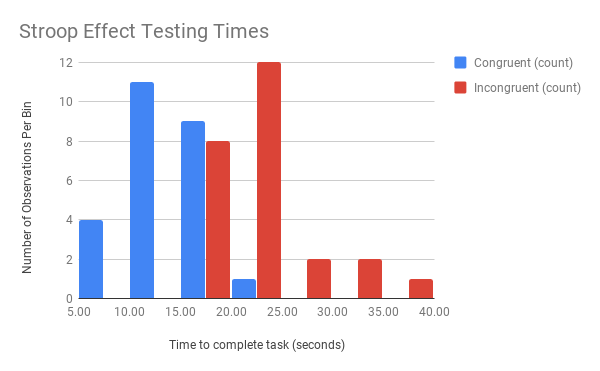 Stroop Effect Testing Times
Congruent (count)
Incongruent (count)
Number of Observations Per Bin
12
10
8
6
4
2
0
5.00 10.00 15.00 20.00 25.00 30.00 35.00 40.00
Time to complete task (seconds)